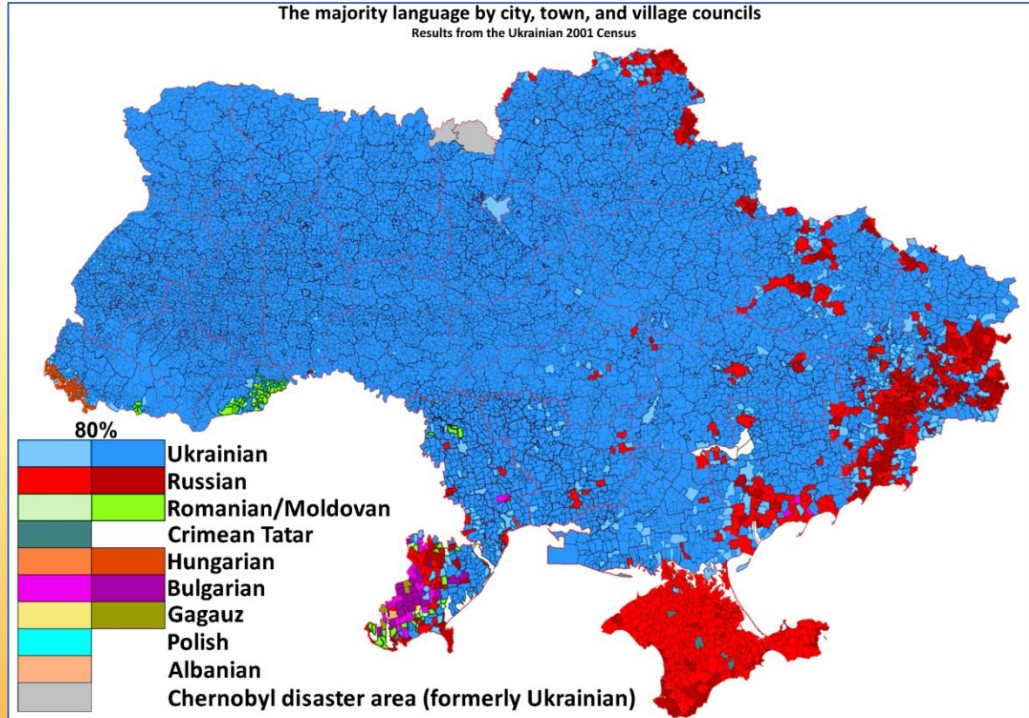 The majority language by city, town, and village councils
Results from the Ukrainian 2001 Census
80%
Ukrainian
Russian
Romanian/Moldovan
Crimean Tatar
Hungarian
Bulgarian
Gagauz
Polish
Albanian
Chernobyl disaster area (formerly Ukrainian)